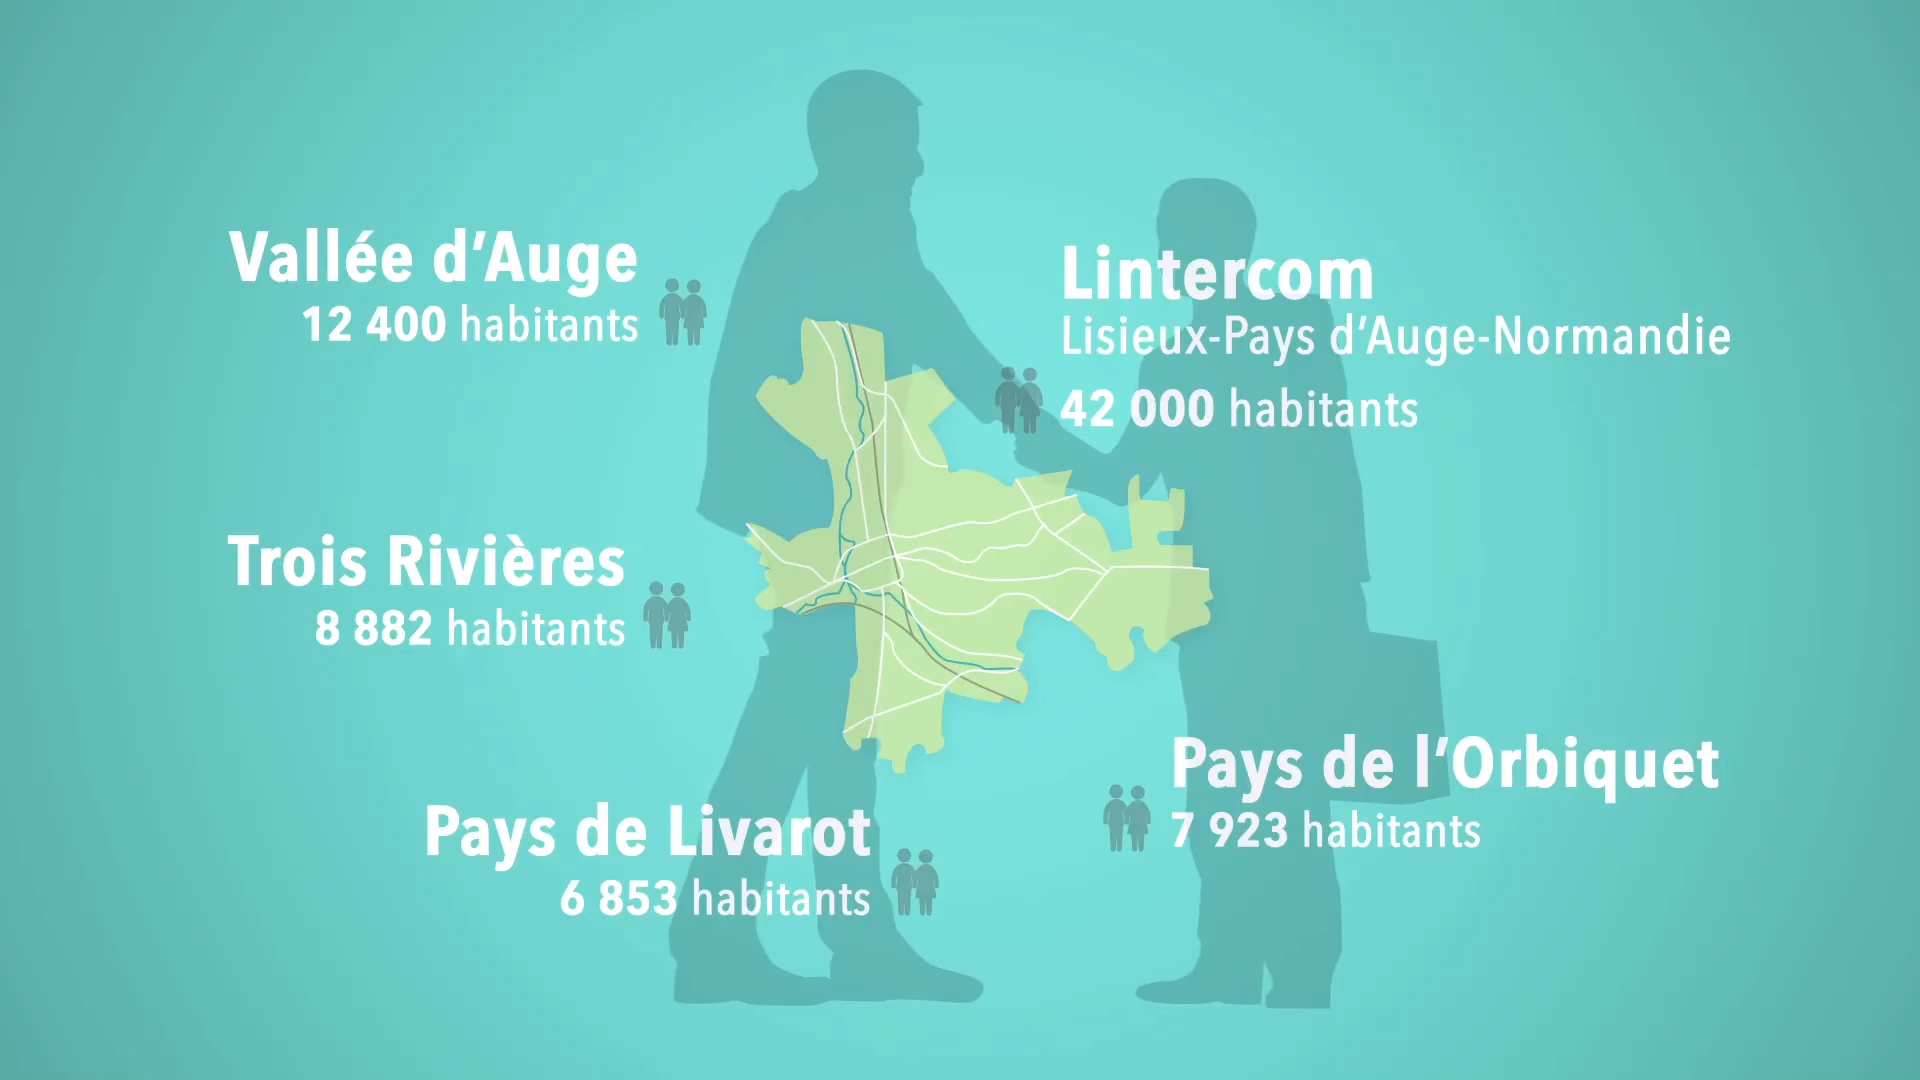 Vallée d’Auge
12 400 habitants
Lintercom
Lisieux-Pays d’Auge-Normandie
42 000 habitants
Trois Rivières
8 882 habitants
Pays de l’Orbiquet
7 923 habitants
Pays de Livarot
6 853 habitants